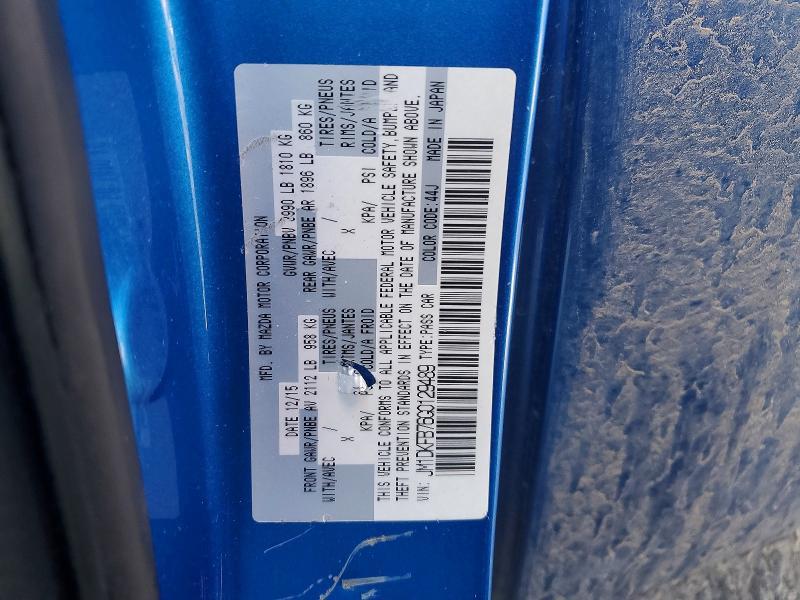 MFD. BY MAZDA MOTOR CORPORATION
DATE 12/15 GVWR/PNBV 3990 LB 1810 KG
FRONT GAWR/PNBE AV 2112 LB 958 KG REAR GAWR/PNBE AR 1896 LB 860 KG
WITH/AVEC / TIRES/PNEUS WITH/AVEC / TIRES/PNEUS
X RIMS/JANTES X RIMS/JANTES
KPA/ COLD/A FROID KPA/ PSI COLD/A
THIS VEHICLE CONFORMS TO ALL APPLICABLE FEDERAL MOTOR VEHICLE SAFETY, AND
THEFT PREVENTION STANDARDS IN EFFECT ON THE DATE OF MANUFACTURE SHOWN ABOVE.
VIN: JM1DKFB76G0129489 TYPE:PASS CAR COLOR CODE:44J MADE IN JAPAN